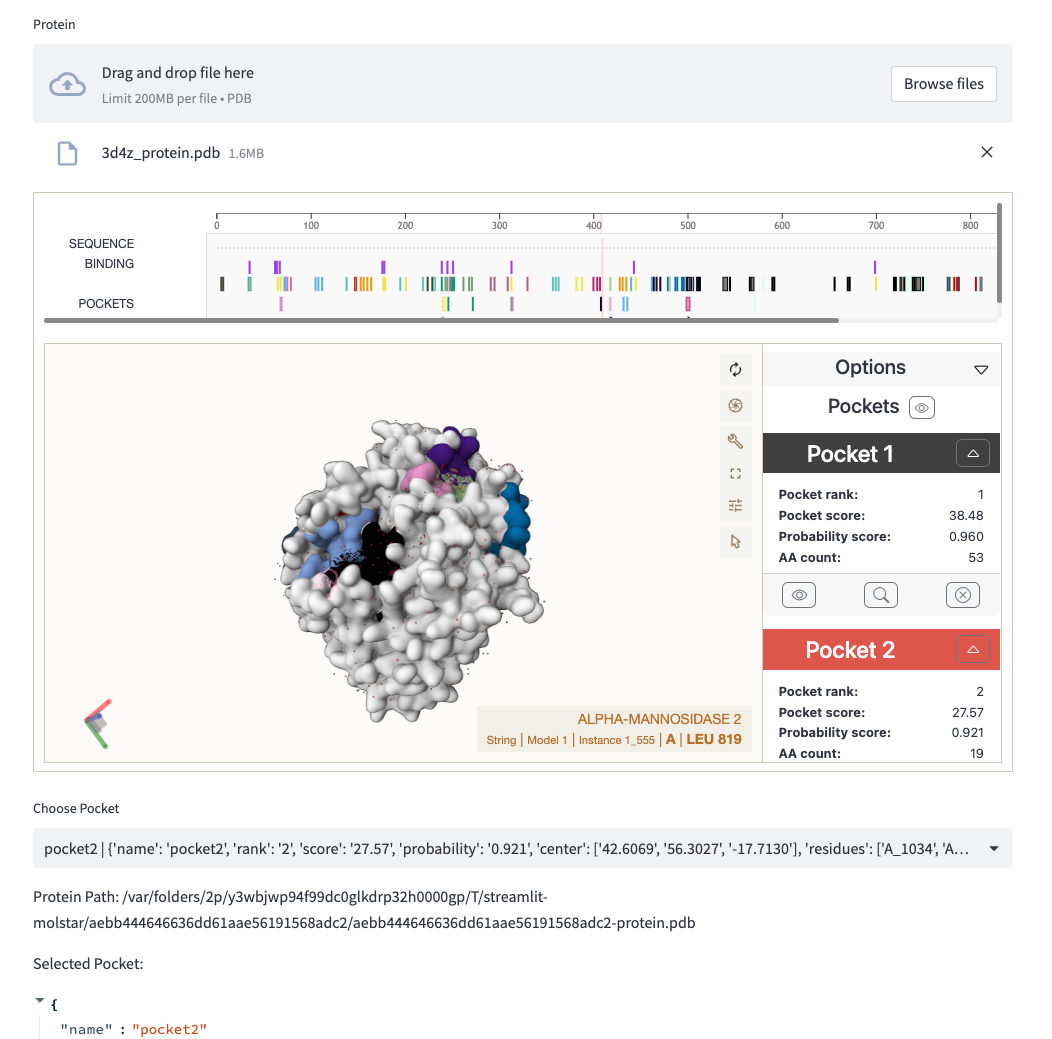 Protein
Drag and drop file here
Limit 200MB per file • PDB
Browse files
3d4z_protein.pdb 1.6MB
0 100 200 300 400 500 600 700 800
SEQUENCE
BINDING
POCKETS
Options
Pockets
Pocket 1
Pocket rank: 1
Pocket score: 38.48
Probability score: 0.960
AA count: 53
Pocket 2
Pocket rank: 2
Pocket score: 27.57
Probability score: 0.921
AA count: 19
ALPHA-MANNOSIDASE 2
String | Model 1 | Instance 1_555 | A | LEU 819
Choose Pocket
pocket2 | {'name': 'pocket2', 'rank': '2', 'score': '27.57', 'probability': '0.921', 'center': ['42.6069', '56.3027', '-17.7130'], 'residues': ['A_1034', 'A...
Protein Path: /var/folders/2p/y3wbjwp94f99dc0glkdrp32h0000gp/T/streamlit-
molstar/aebb444646636dd61aae56191568adc2/aebb444646636dd61aae56191568adc2-protein.pdb
Selected Pocket:
{
"name" : "pocket2"